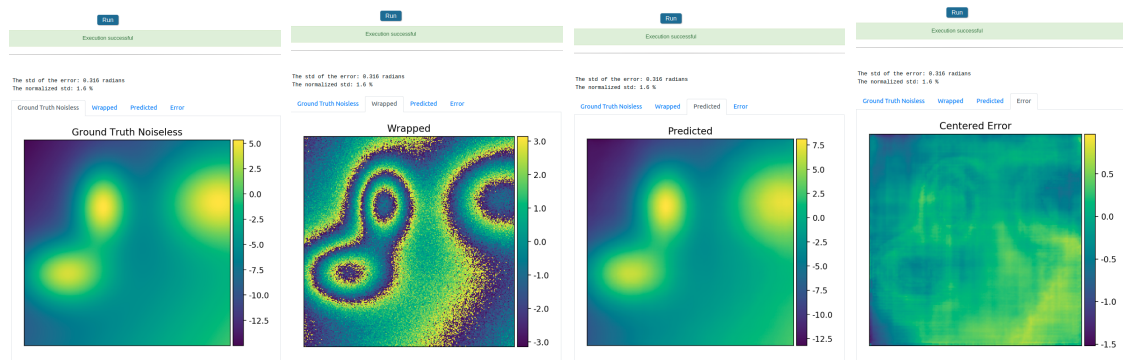 Run
Execution successful
The std of the error: 0.316 radians
The normalized std: 1.6 %
Ground Truth Noiseless Wrapped Predicted Error
Ground Truth Noiseless
5.0
2.5
0.0
-2.5
-5.0
-7.5
-10.0
-12.5
Run
Execution successful
The std of the error: 0.316 radians
The normalized std: 1.6 %
Ground Truth Noiseless Wrapped Predicted Error
Wrapped
3.0
2.0
1.0
0.0
-1.0
-2.0
-3.0
Run
Execution successful
The std of the error: 0.316 radians
The normalized std: 1.6 %
Ground Truth Noiseless Wrapped Predicted Error
Predicted
7.5
5.0
2.5
0.0
-2.5
-5.0
-7.5
-10.0
-12.5
Run
Execution successful
The std of the error: 0.316 radians
The normalized std: 1.6 %
Ground Truth Noiseless Wrapped Predicted Error
Centered Error
0.5
0.0
-0.5
-1.0
-1.5